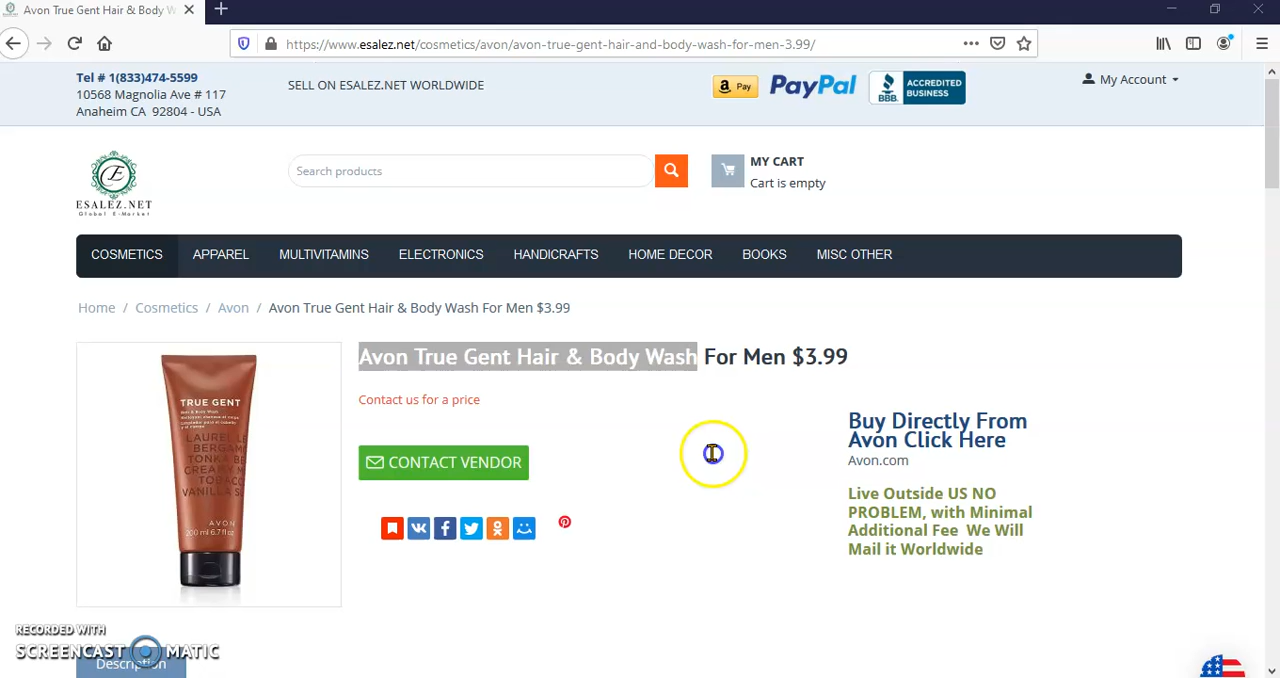 Avon True Gent Hair & Body W
https://www.esalez.net/cosmetics/avon/avon-true-gent-hair-and-body-wash-for-men-3.99/
Tel # 1(833)474-5599
10568 Magnolia Ave # 117
Anaheim CA 92804 - USA
SELL ON ESALEZ.NET WORLDWIDE
a Pay
PayPal
BBB
ACCREDITED
BUSINESS
My Account
E
ESALEZ.NET
Global E-Market
Search products
MY CART
Cart is empty
COSMETICS APPAREL MULTIVITAMINS ELECTRONICS HANDICRAFTS HOME DECOR BOOKS MISC OTHER
Home / Cosmetics / Avon / Avon True Gent Hair & Body Wash For Men $3.99
TRUE GENT
Hair & Body Wash
LAUREL LE
BERGAM
TONKA BE
CREAMY M
TOBACC
VANILLA S
AVON
200 ml 6.7 fl oz
Avon True Gent Hair & Body Wash For Men $3.99
Contact us for a price
CONTACT VENDOR
Buy Directly From
Avon Click Here
Avon.com
Live Outside US NO
PROBLEM, with Minimal
Additional Fee We Will
Mail it Worldwide
RECORDED WITH
SCREENCAST MATIC
Description